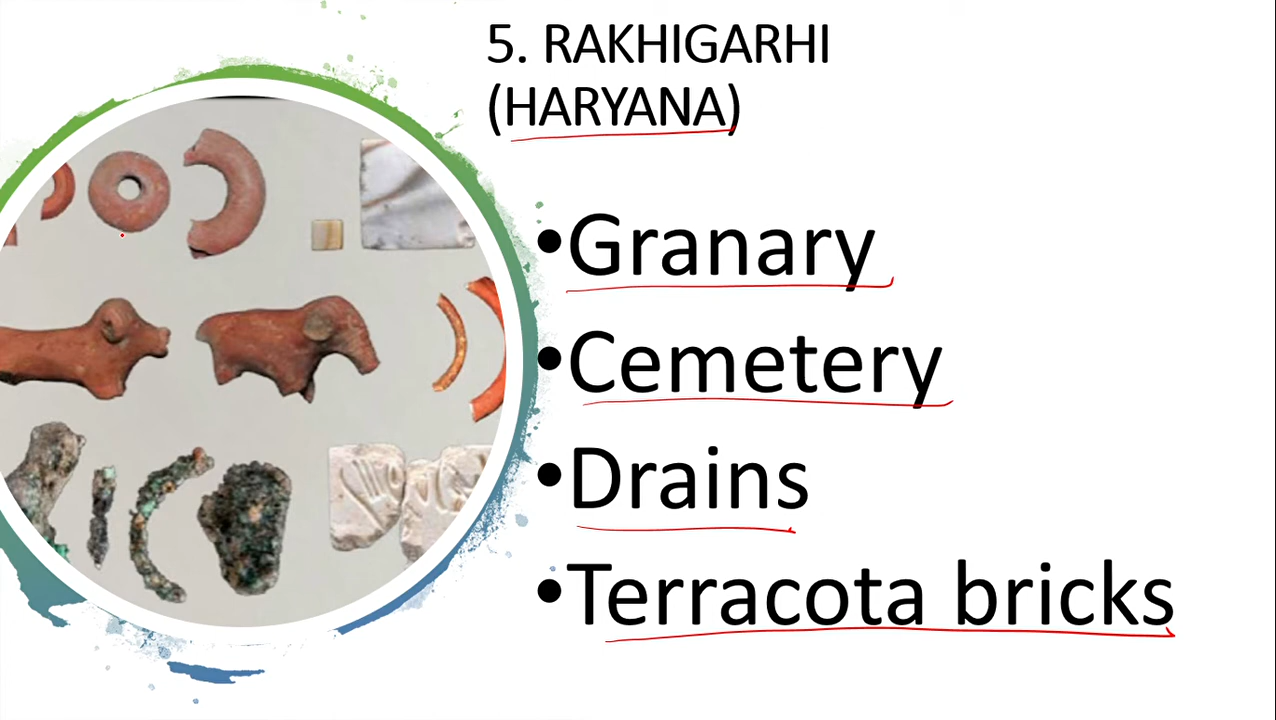 5. RAKHIGARHI
(HARYANA)
•Granary
•Cemetery
•Drains
•Terracota bricks